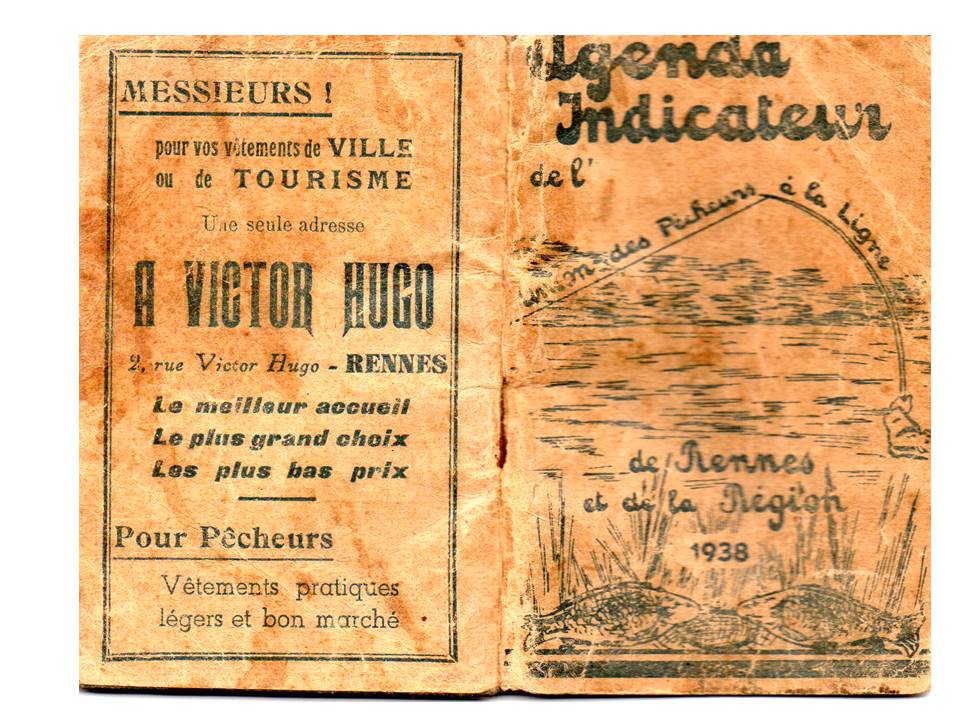 MESSIEURS !
pour vos vêtements de VILLE
ou de TOURISME
Une seule adresse
A VICTOR HUGO
2, rue Victor Hugo - RENNES
Le meilleur accueil
Le plus grand choix
Les plus bas prix
Pour Pêcheurs
Vêtements pratiques
légers et bon marché
Agenda
Indicateur
de l'
Union des Pêcheurs à la Ligne
de Rennes
et de la Région
1938